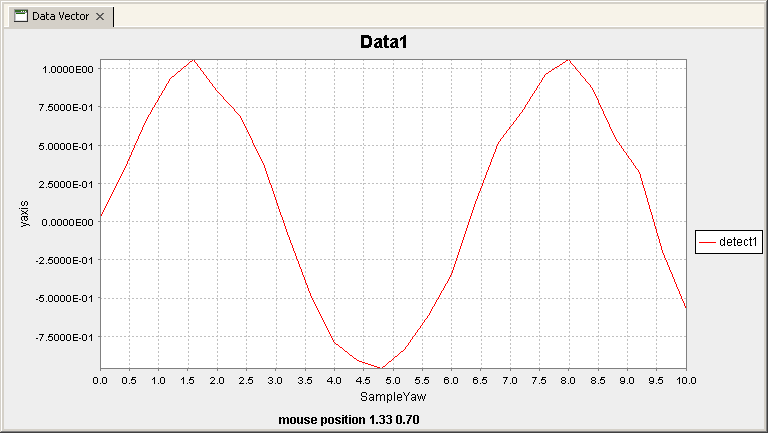 Data Vector
Data1
1.0000E00
7.5000E-01
5.0000E-01
2.5000E-01
0.0000E00
-2.5000E-01
-5.0000E-01
-7.5000E-01
yaxis
0.0 0.5 1.0 1.5 2.0 2.5 3.0 3.5 4.0 4.5 5.0 5.5 6.0 6.5 7.0 7.5 8.0 8.5 9.0 9.5 10.0
SampleYaw
detect1
mouse position 1.33 0.70